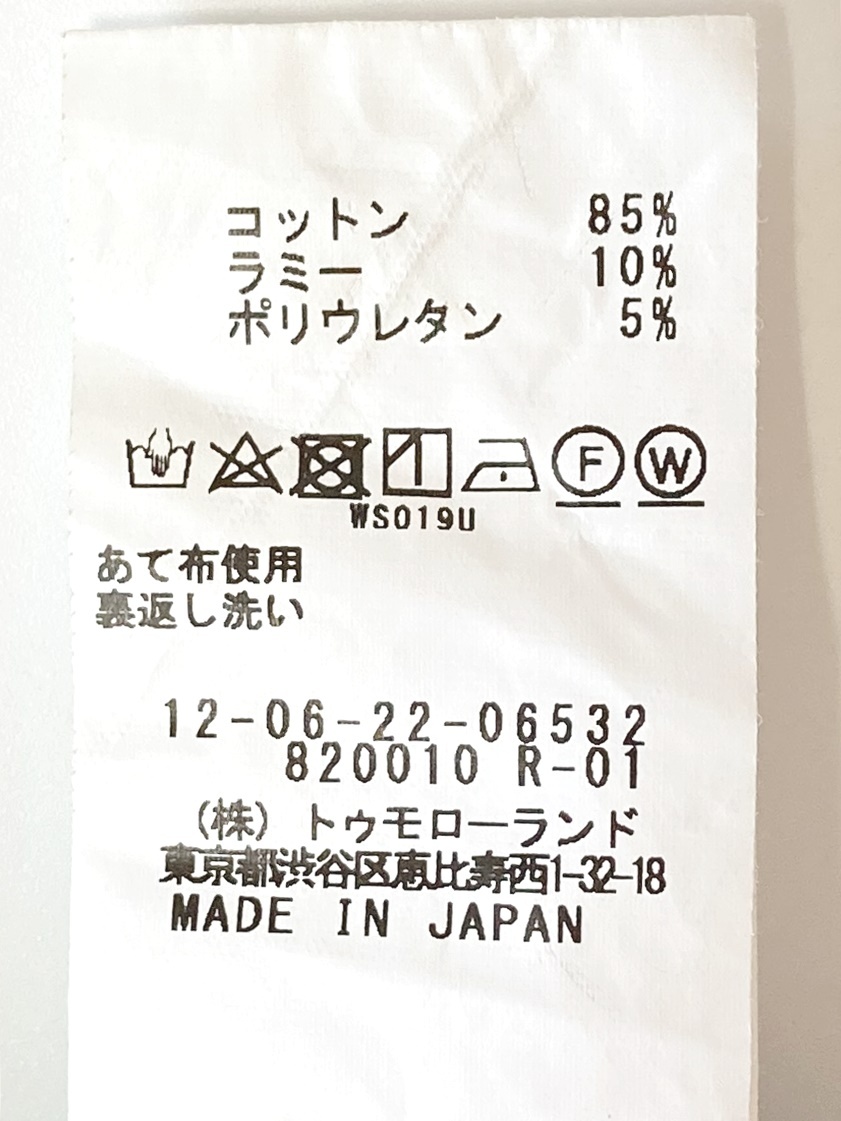 コットン 85%
ラミー 10%
ポリウレタン 5%
F W
WS019U
あて布使用
裏返し洗い
12-06-22-06532
820010 R-01
(株) トゥモローランド
東京都渋谷区恵比寿西1-32-18
MADE IN JAPAN